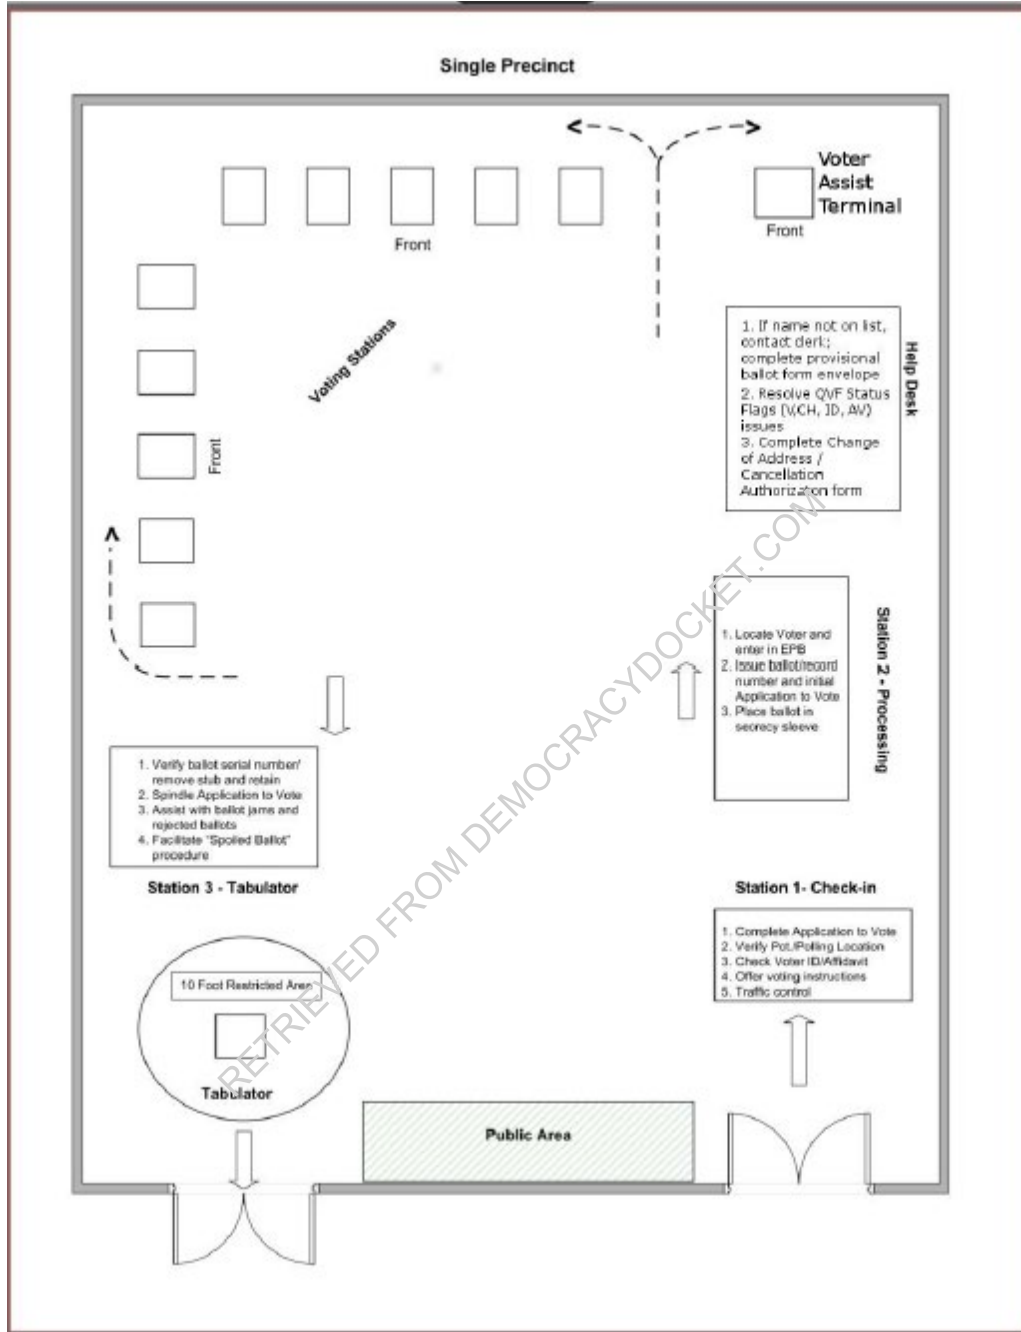 Single Precinct
Voter
Assist
Terminal
Front
Front
Voting Stations
Front
1. If name not on list,
contact clerk;
complete provisional
ballot form envelope
2. Resolve QVF Status
Flags (V,CH, ID, AV)
issues
3. Complete Change
of Address /
Cancellation
Authorization form
Help Desk
1. Locate Voter and
enter in EPB
2. Issue ballot/record
number and initial
Application to Vote
3. Place ballot in
secrecy sleeve
Station 2 - Processing
1. Verify ballot serial number/
remove stub and retain
2. Spindle Application to Vote
3. Assist with ballot jams and
rejected ballots
4. Facilitate "Spoiled Ballot"
procedure
Station 3 - Tabulator
Station 1- Check-in
1. Complete Application to Vote
2. Verify Pct./Polling Location
3. Check Voter ID/Affidavit
4. Offer voting instructions
5. Traffic control
10 Foot Restricted Area
Tabulator
Public Area
RETRIEVED FROM DEMOCRACYDOCKET.COM